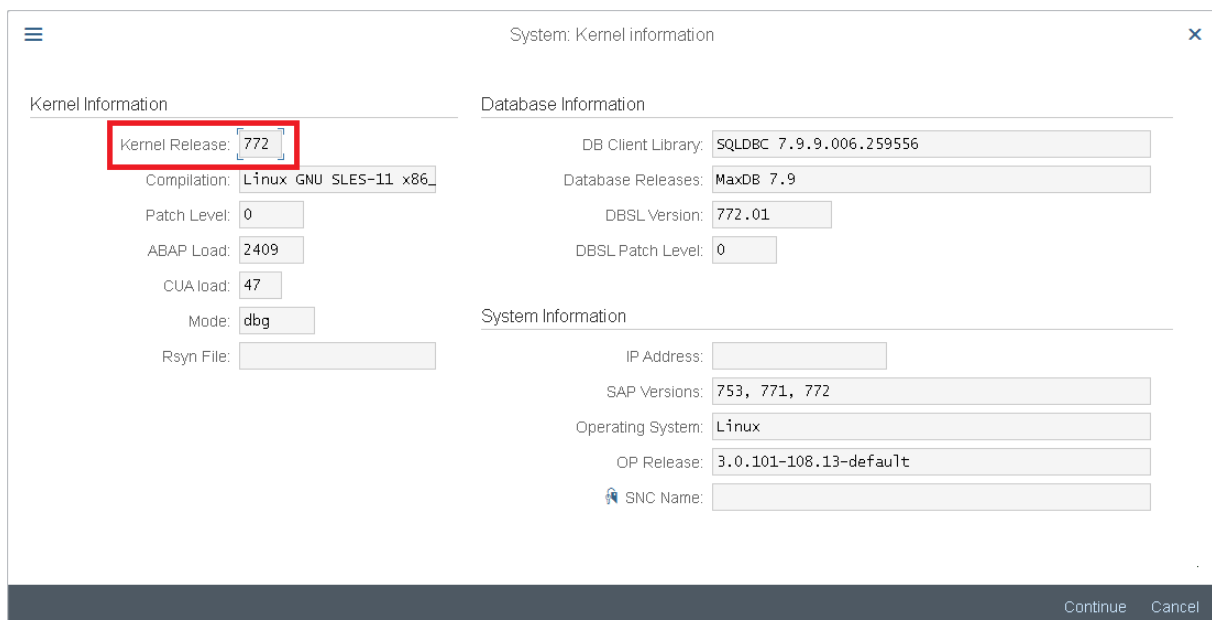 System: Kernel information
Kernel Information
Kernel Release: 772
Compilation: Linux GNU SLES-11 x86_
Patch Level: 0
ABAP Load: 2409
CUA load: 47
Mode: dbg
Rsyn File:
Database Information
DB Client Library: SQLDBC 7.9.9.006.259556
Database Releases: MaxDB 7.9
DBSL Version: 772.01
DBSL Patch Level: 0
System Information
IP Address:
SAP Versions: 753, 771, 772
Operating System: Linux
OP Release: 3.0.101-108.13-default
SNC Name:
Continue Cancel